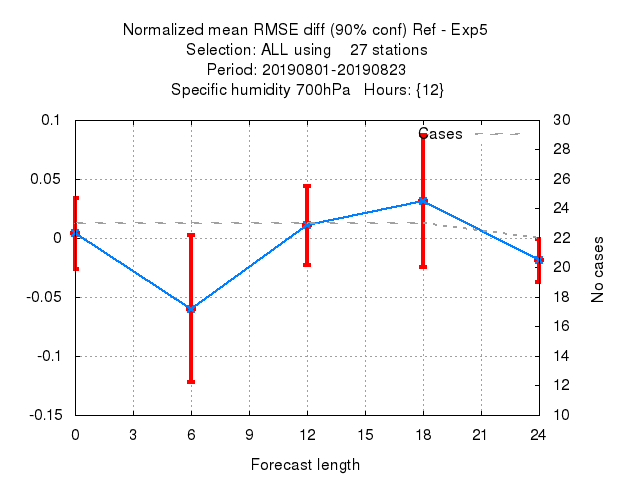 Normalized mean RMSE diff (90% conf) Ref - Exp5
Selection: ALL using 27 stations
Period: 20190801-20190823
Specific humidity 700hPa Hours: {12}
Cases
0.1
0.05
0
-0.05
-0.1
-0.15
30
28
26
24
22
20
18
16
14
12
10
No cases
0 3 6 9 12 15 18 21 24
Forecast length